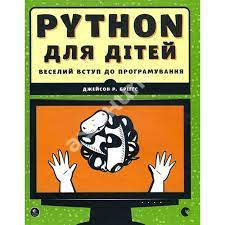 PYTHON
ДЛЯ ДІТЕЙ
ВЕСЕЛИЙ ВСТУП ДО ПРОГРАМУВАННЯ
ДЖЕЙСОН Р. БРІГГС